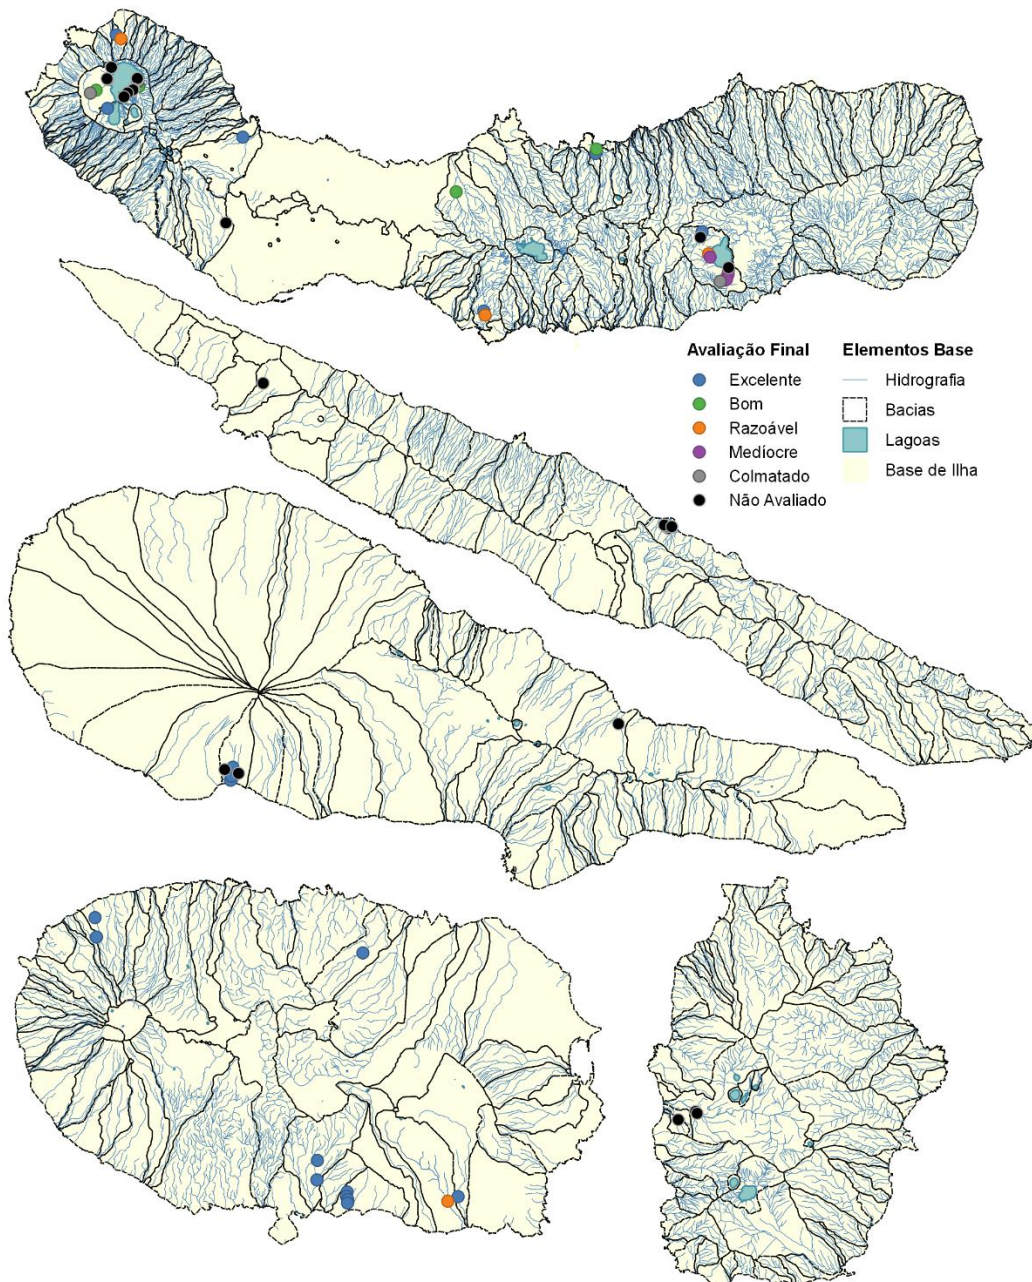 Avaliação Final
Excelente
Bom
Razoável
Medíocre
Colmatado
Não Avaliado
Elementos Base
Hidrografia
Bacias
Lagoas
Base de Ilha